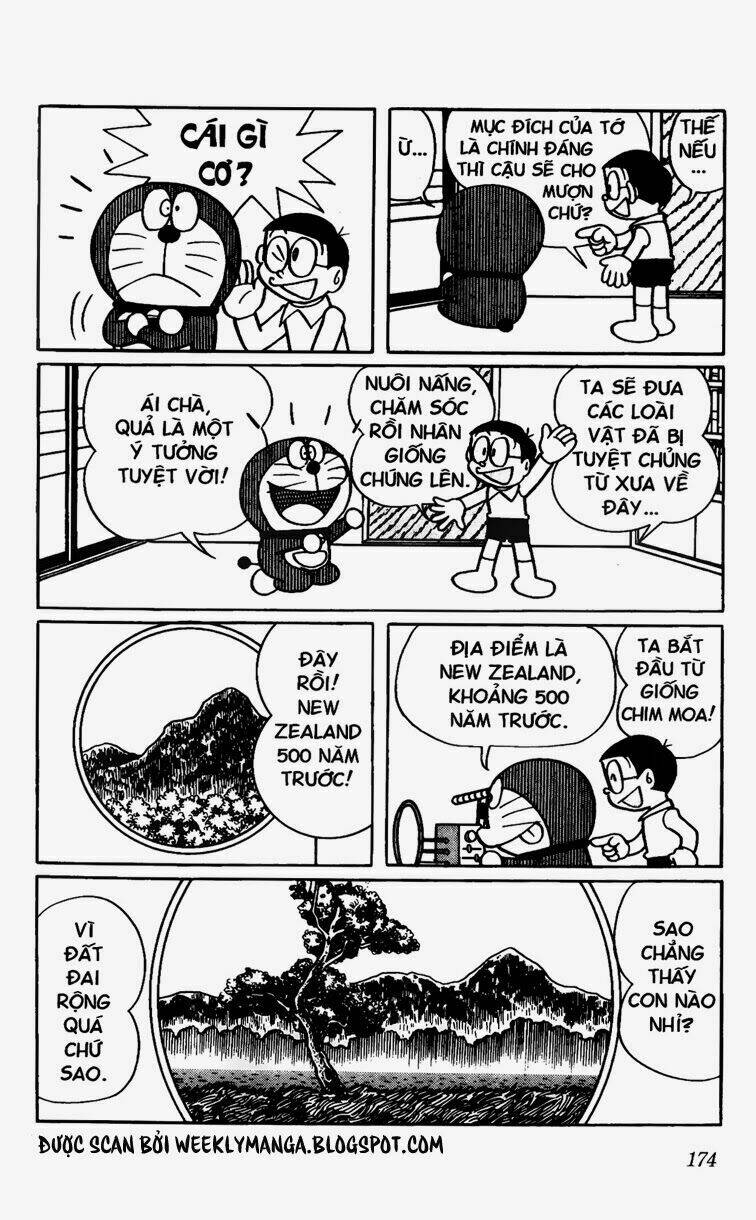 THẾ
NẾU
...
MỤC ĐÍCH CỦA TỚ
LÀ CHÍNH ĐÁNG
THÌ CẬU SẼ CHO
MƯỢN
CHỨ?
Ừ...
CÁI GÌ
CƠ?
TA SẼ ĐƯA
CÁC LOÀI
VẬT ĐÃ BỊ
TUYỆT CHỦNG
TỪ XƯA VỀ
ĐÂY...
NUÔI NẤNG,
CHĂM SÓC
RỒI NHÂN
GIỐNG
CHÚNG LÊN.
ÁI CHÀ,
QUẢ LÀ MỘT
Ý TƯỞNG
TUYỆT VỜI!
TA BẮT
ĐẦU TỪ
GIỐNG
CHIM MOA!
ĐỊA ĐIỂM LÀ
NEW ZEALAND,
KHOẢNG 500
NĂM TRƯỚC.
ĐÂY
RỒI!
NEW
ZEALAND
500 NĂM
TRƯỚC!
SAO
CHẲNG
THẤY
CON NÀO
NHỈ?
VÌ
ĐẤT
ĐAI
RỘNG
QUÁ
CHỨ
SAO.
ĐƯỢC SCAN BỞI WEEKLYMANGA.BLOGSPOT.COM
174